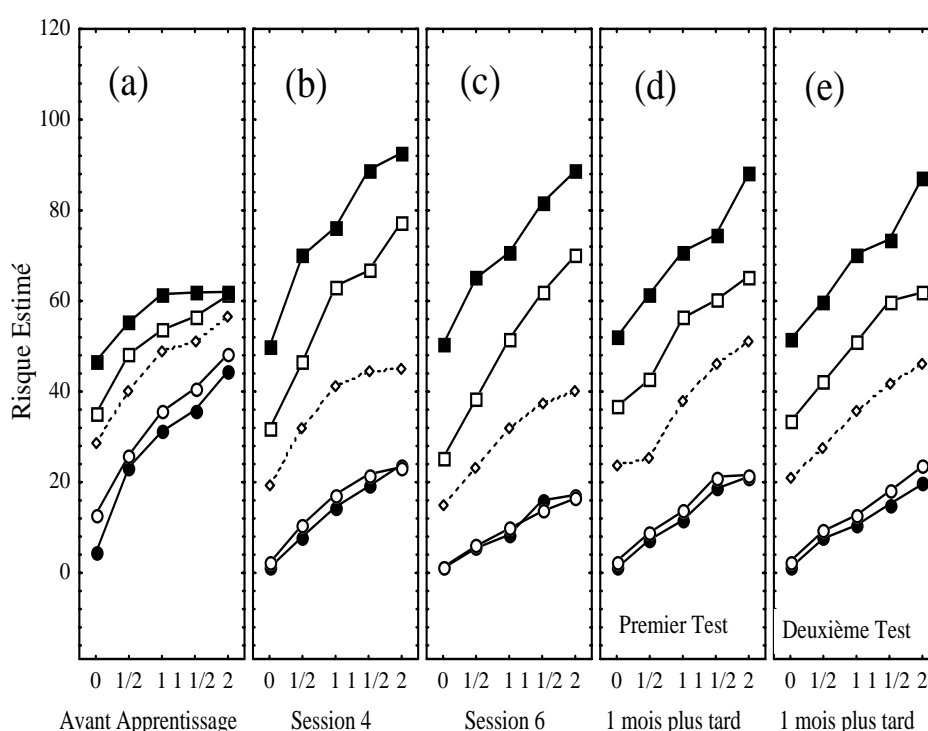 Risque Estimé
120
100
80
60
40
20
0
(a)
(b)
(c)
(d)
(e)
Premier Test
Deuxième Test
0 1/2 1 1 1/2 2
0 1/2 1 1 1/2 2
0 1/2 1 1 1/2 2
0 1/2 1 1 1/2 2
0 1/2 1 1 1/2 2
Avant Apprentissage
Session 4
Session 6
1 mois plus tard
1 mois plus tard